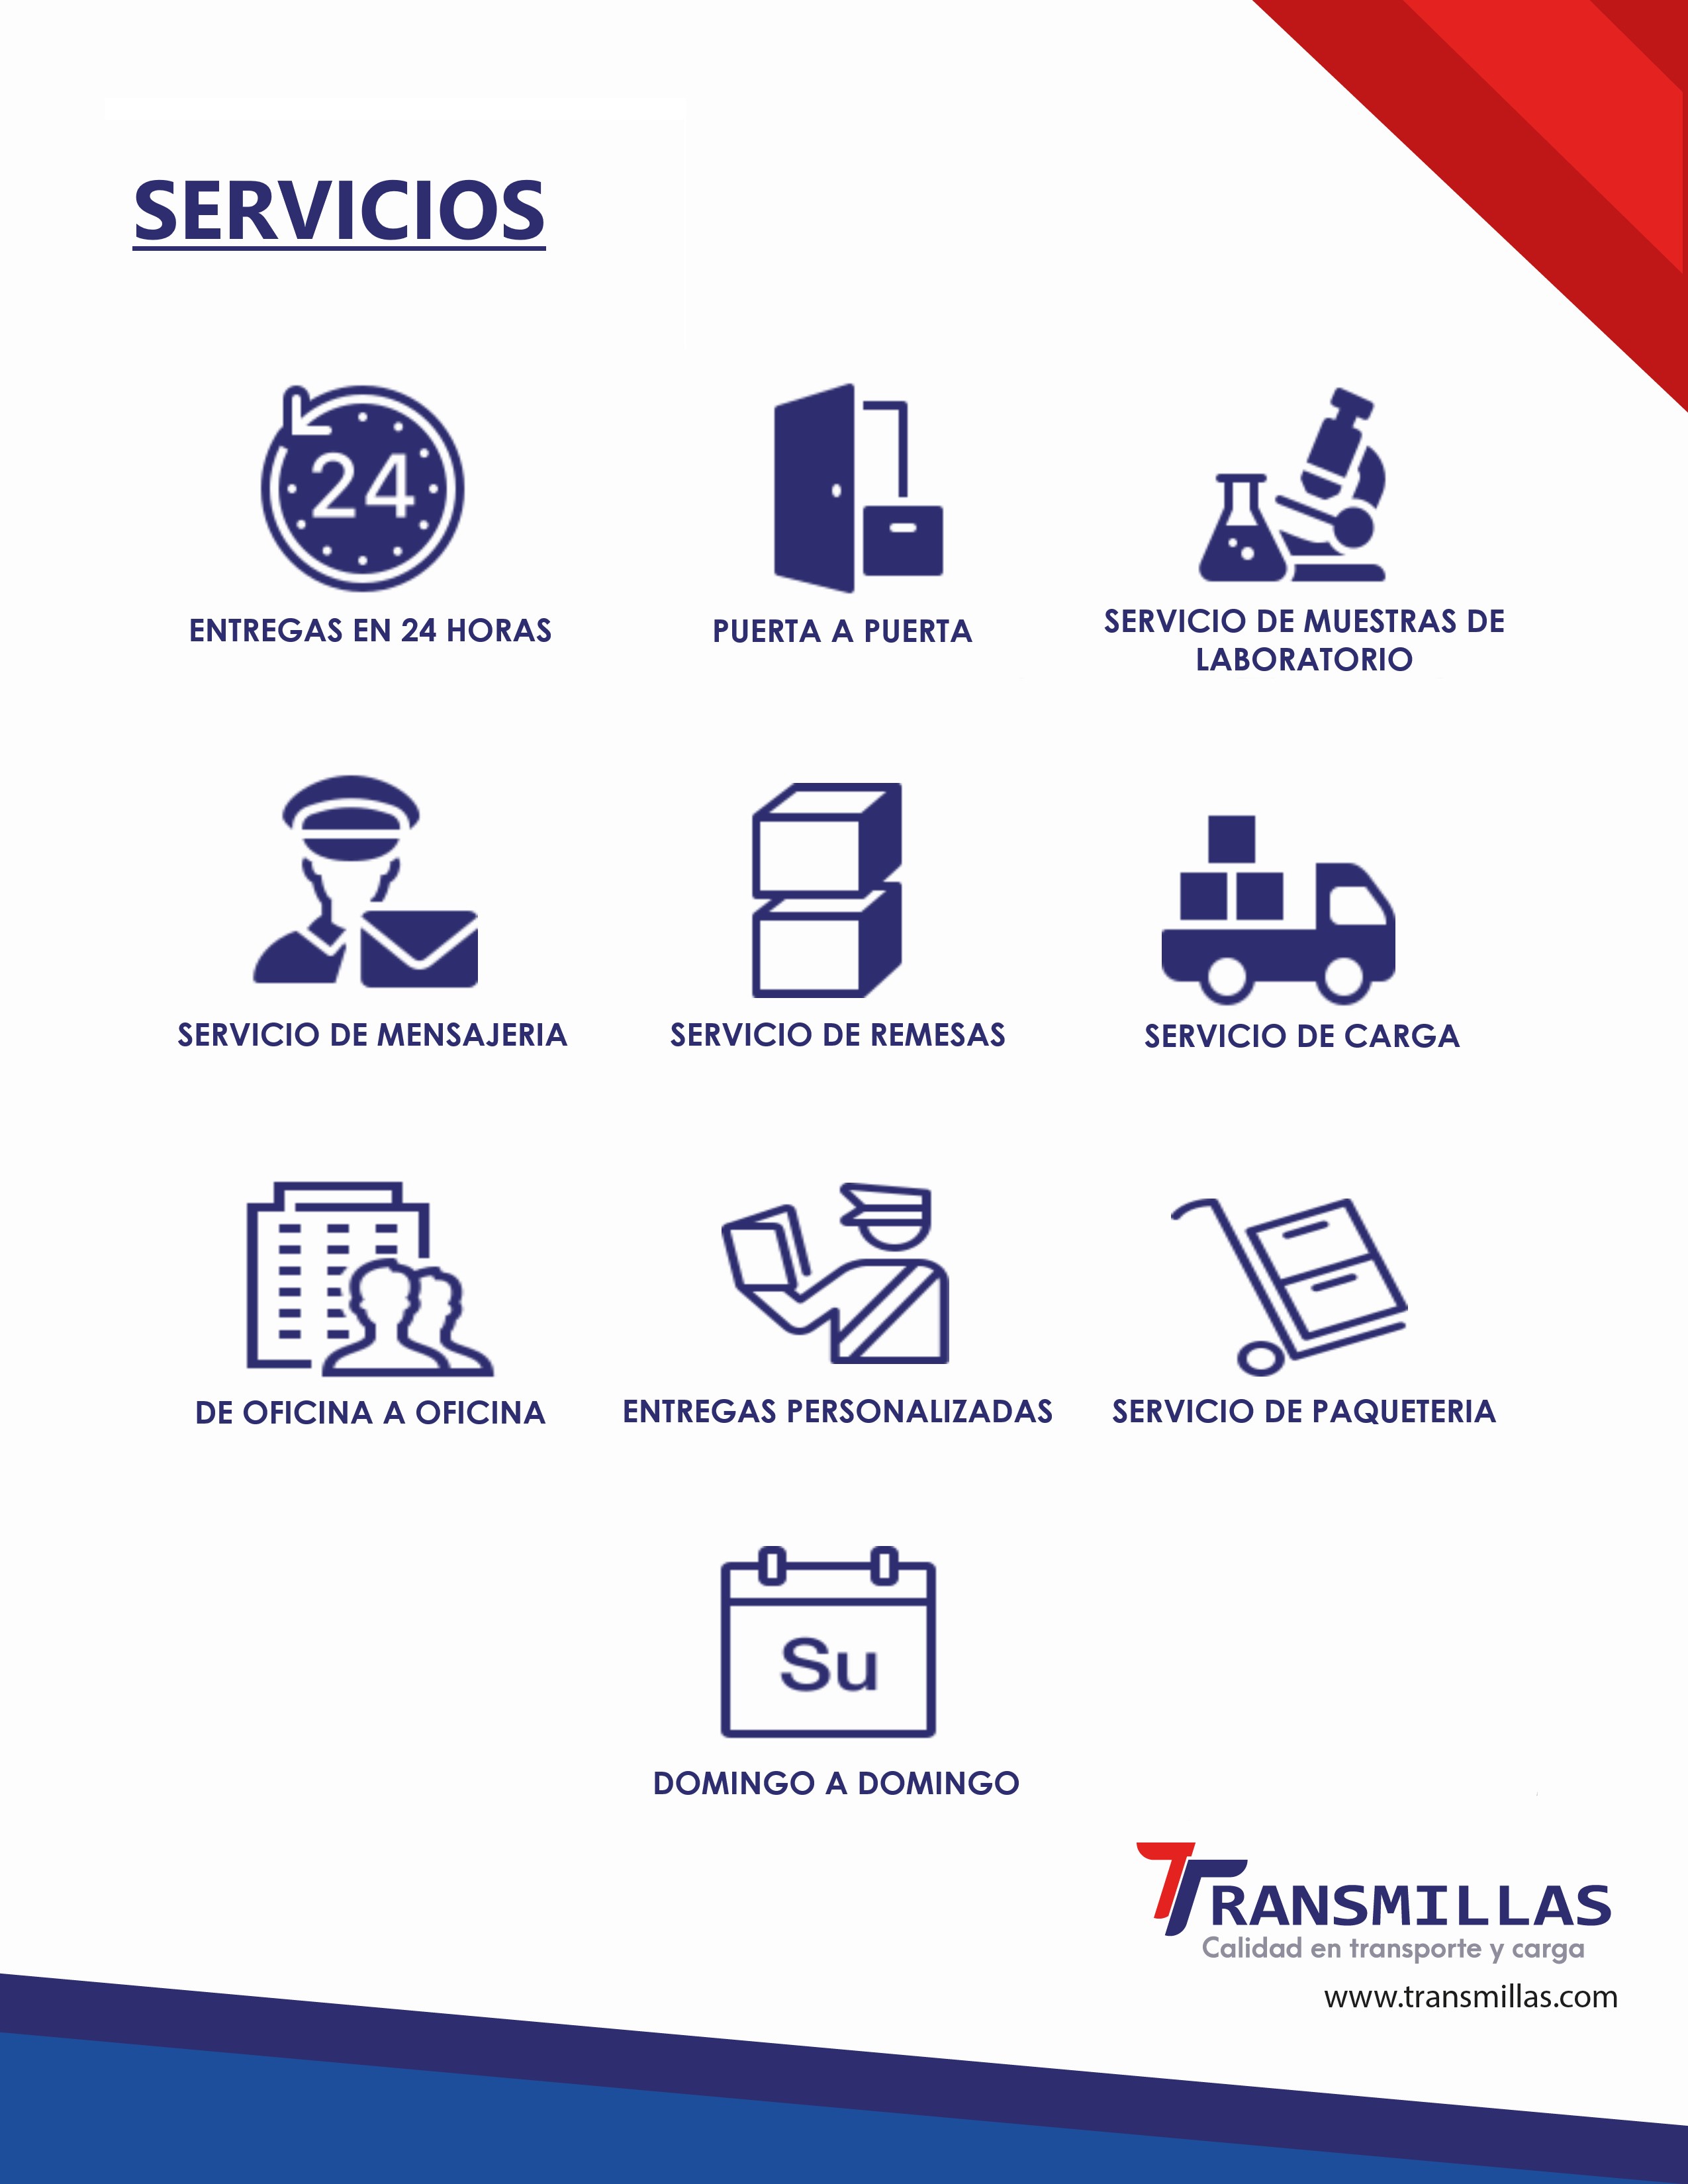 SERVICIOS
24
ENTREGAS EN 24 HORAS
PUERTA A PUERTA
SERVICIO DE MUESTRAS DE
LABORATORIO
SERVICIO DE MENSAJERIA
SERVICIO DE REMESAS
SERVICIO DE CARGA
DE OFICINA A OFICINA
ENTREGAS PERSONALIZADAS
SERVICIO DE PAQUETERIA
Su
DOMINGO A DOMINGO
TRANSMILLAS
Calidad en transporte y carga
www.transmillas.com